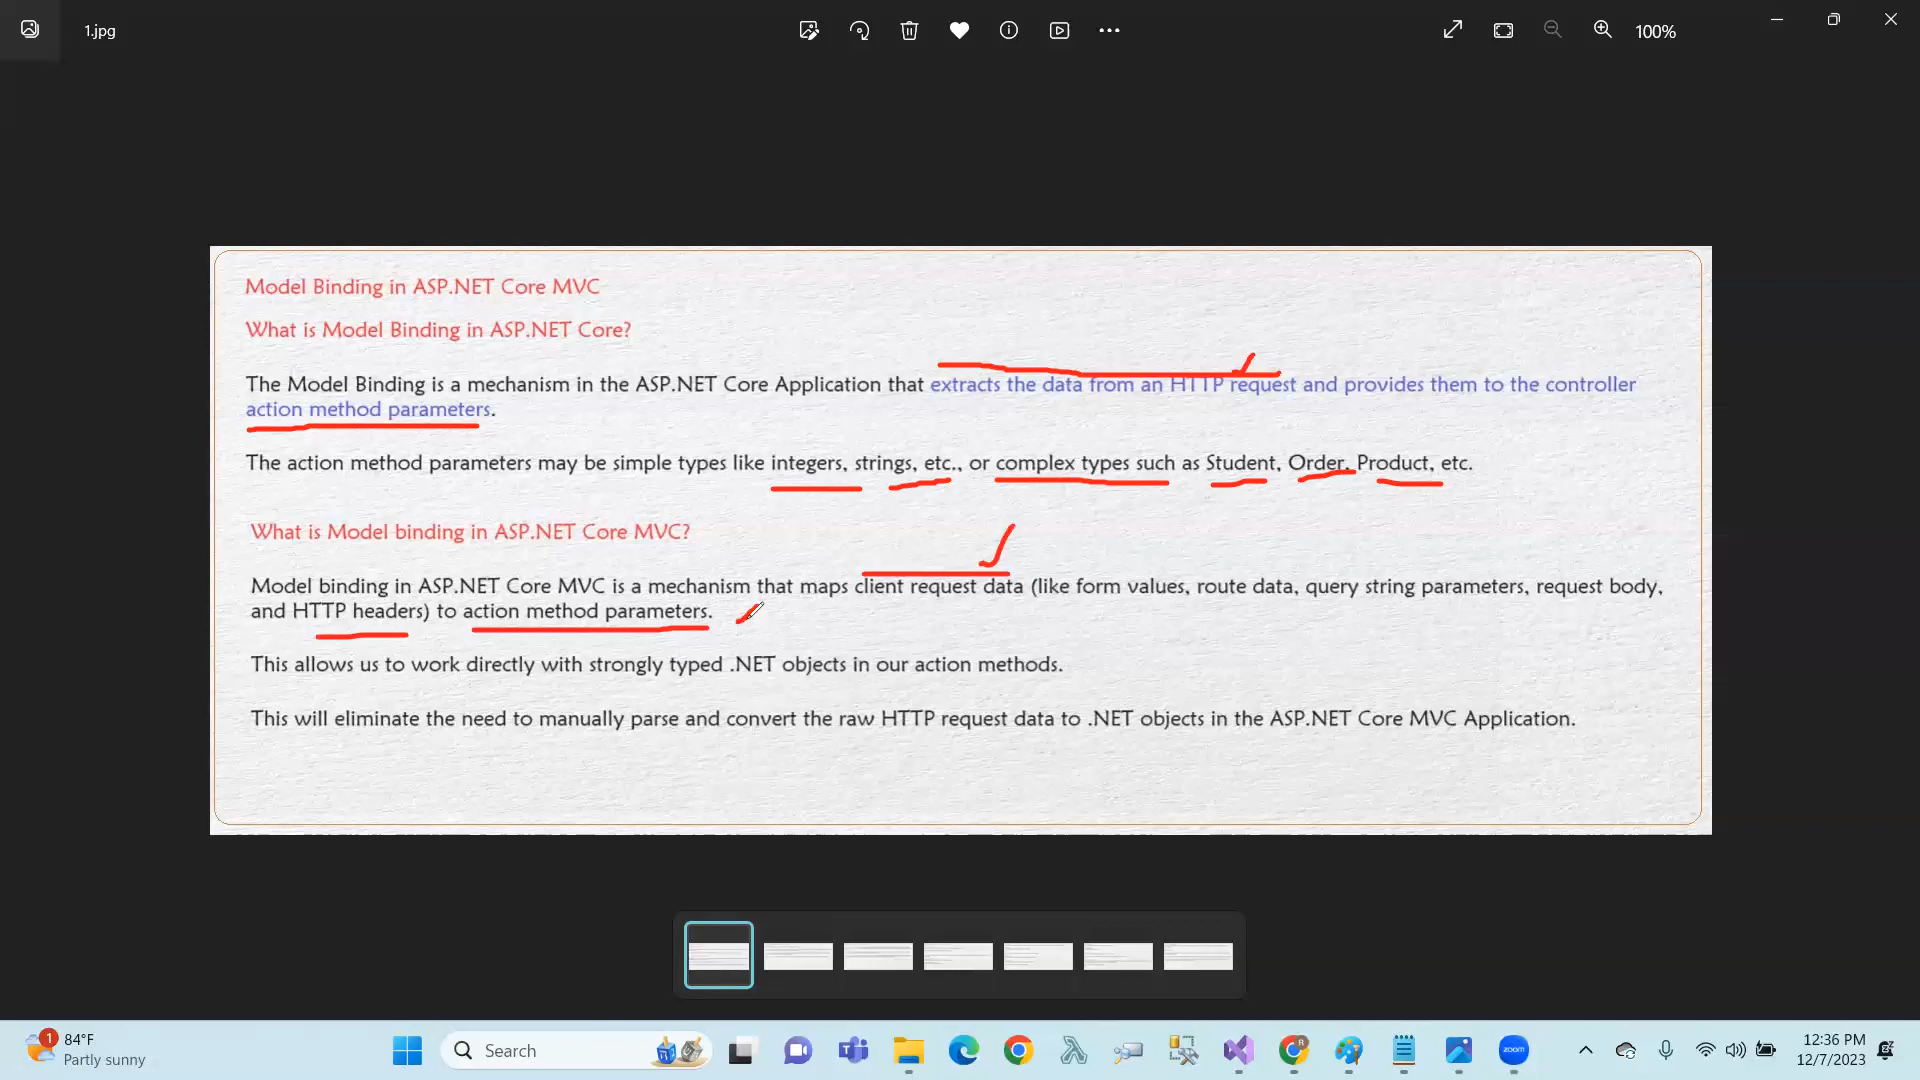 1.jpg
100%
Model Binding in ASP.NET Core MVC
What is Model Binding in ASP.NET Core?
The Model Binding is a mechanism in the ASP.NET Core Application that extracts the data from an HTTP request and provides them to the controller
action method parameters.
The action method parameters may be simple types like integers, strings, etc., or complex types such as Student, Order, Product, etc.
What is Model binding in ASP.NET Core MVC?
Model binding in ASP.NET Core MVC is a mechanism that maps client request data (like form values, route data, query string parameters, request body,
and HTTP headers) to action method parameters.
This allows us to work directly with strongly typed .NET objects in our action methods.
This will eliminate the need to manually parse and convert the raw HTTP request data to .NET objects in the ASP.NET Core MVC Application.
1
84°F
Partly sunny
Search
R
zoom
12:36 PM
12/7/2023